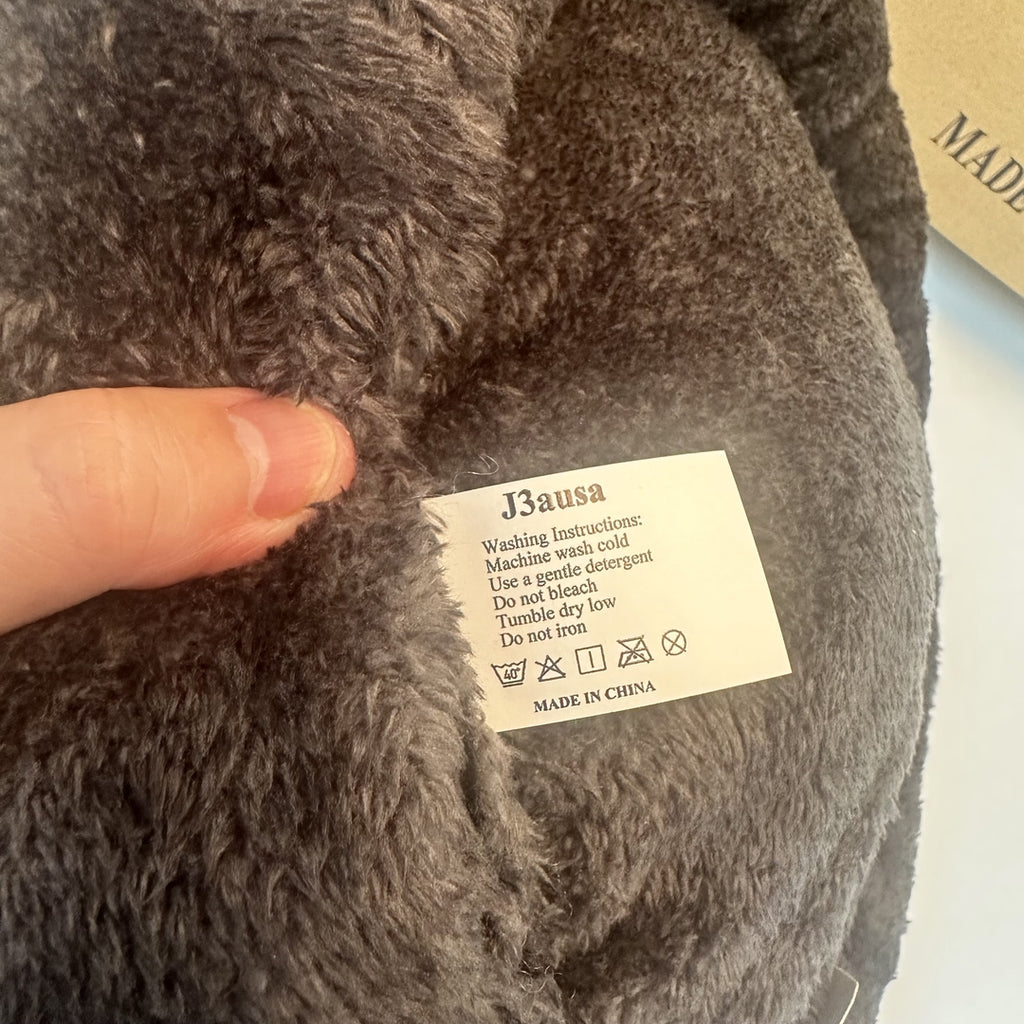 MADE
J3ausa
Washing Instructions:
Machine wash cold
Use a gentle detergent
Do not bleach
Tumble dry low
Do not iron
40°
MADE IN CHINA